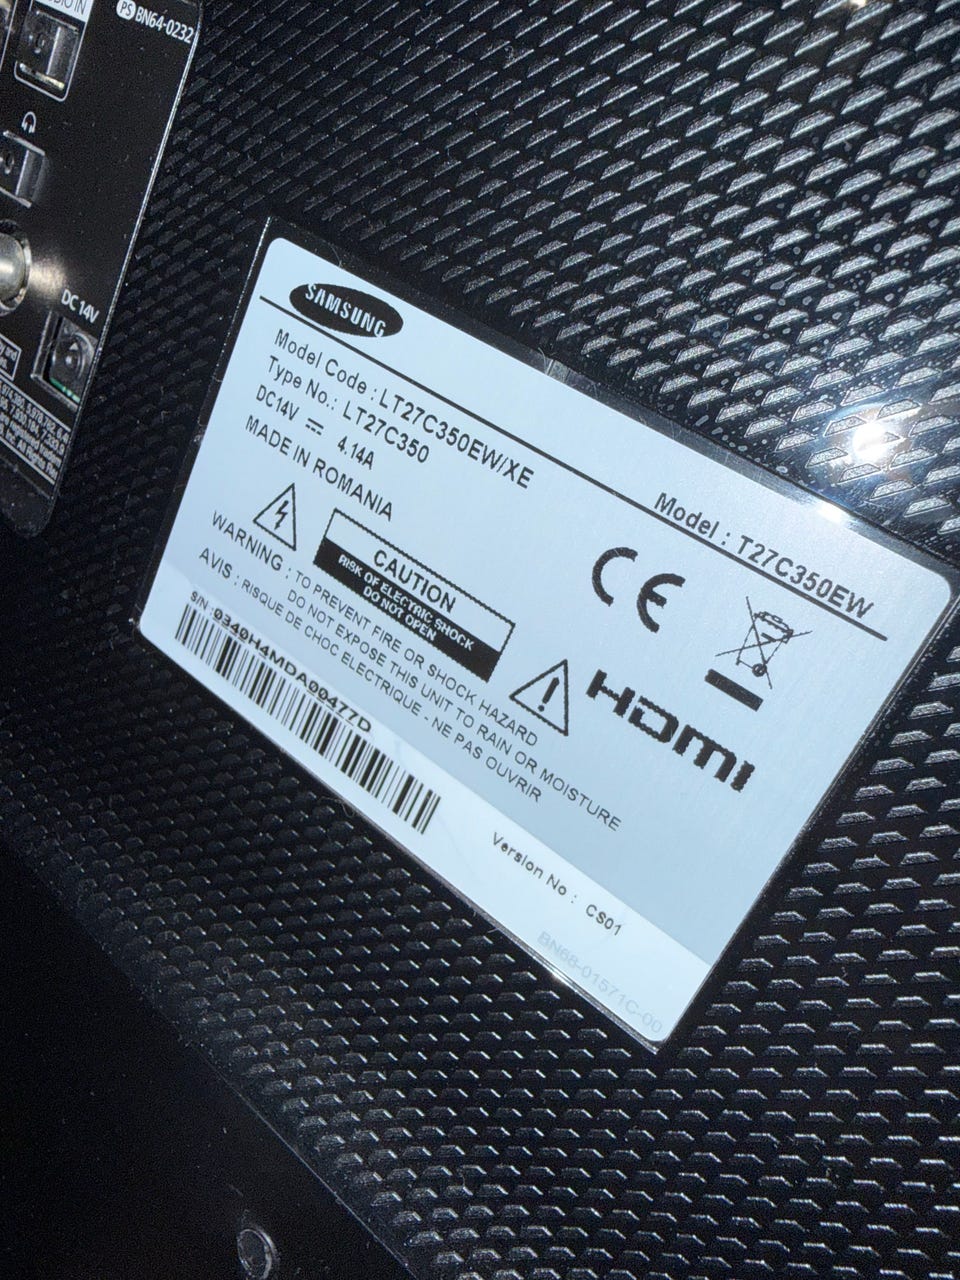 PS BN64-0232
DC 14V
SAMSUNG
Model Code : LT27C350EW/XE
Type No.: LT27C350
Model : T27C350EW
DC14V ⎓ 4.14A
MADE IN ROMANIA
CAUTION
RISK OF ELECTRIC SHOCK
DO NOT OPEN
CE
HDMI
WARNING : TO PREVENT FIRE OR SHOCK HAZARD
DO NOT EXPOSE THIS UNIT TO RAIN OR MOISTURE
AVIS : RISQUE DE CHOC ELECTRIQUE - NE PAS OUVRIR
S/N :0340H4MDA00477D
Version No : CS01
BN68-01571C-00